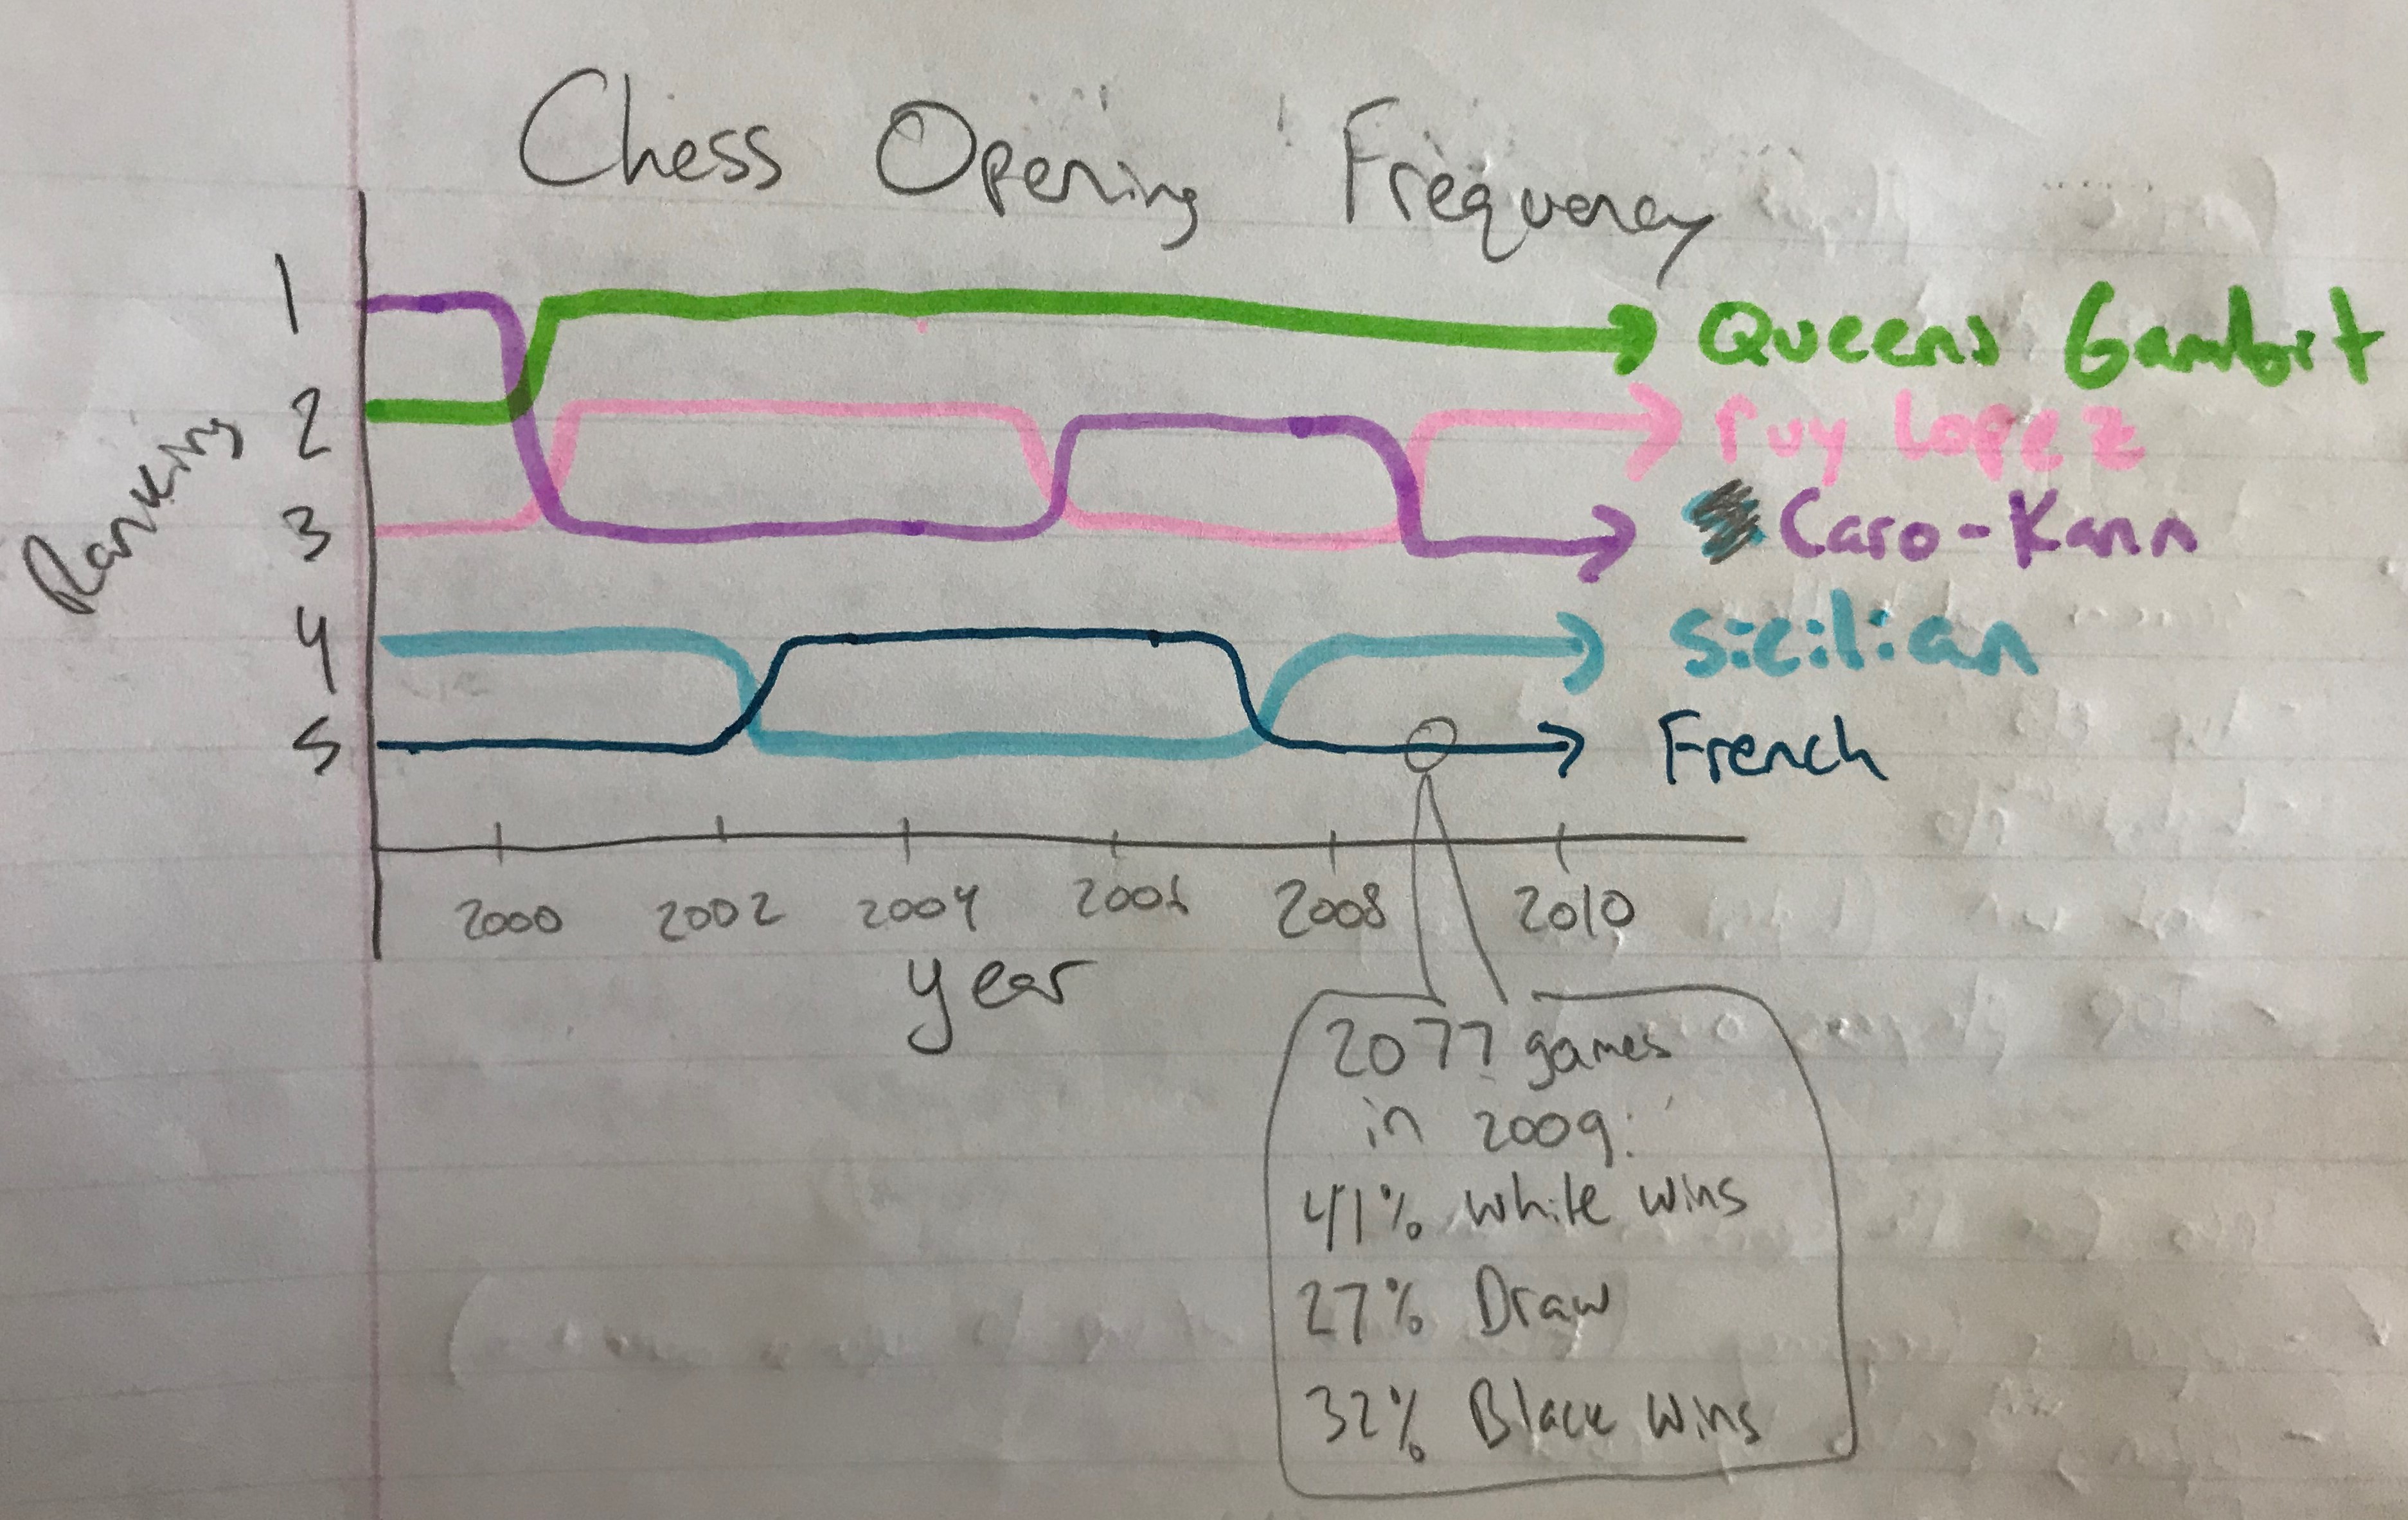 Chess Opening Frequency
Ranking
1
2
3
4
5
Queens Gambit
ruy lopez
Caro-Kann
Sicilian
French
2000 2002 2004 2006 2008 2010
year
2077 games
in 2009:
41% white wins
27% Draw
32% Black wins